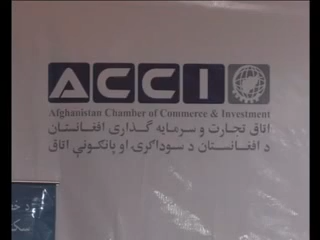 ACCI
Afghanistan Chamber of Commerce & Investment
اتاق تجارت و سرمایه گذاری افغانستان
د افغانستان د سوداګرۍ او پانګونې اتاق